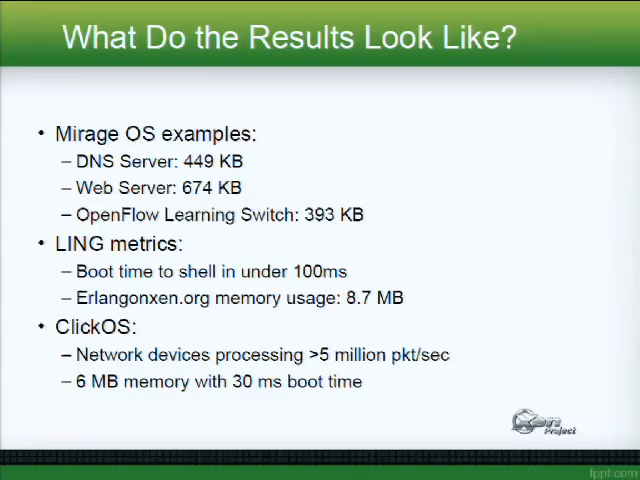 What Do the Results Look Like?
• Mirage OS examples:
– DNS Server: 449 KB
– Web Server: 674 KB
– OpenFlow Learning Switch: 393 KB
• LING metrics:
– Boot time to shell in under 100ms
– Erlangonxen.org memory usage: 8.7 MB
• ClickOS:
– Network devices processing >5 million pkt/sec
– 6 MB memory with 30 ms boot time
Xen
Project
fppt.com